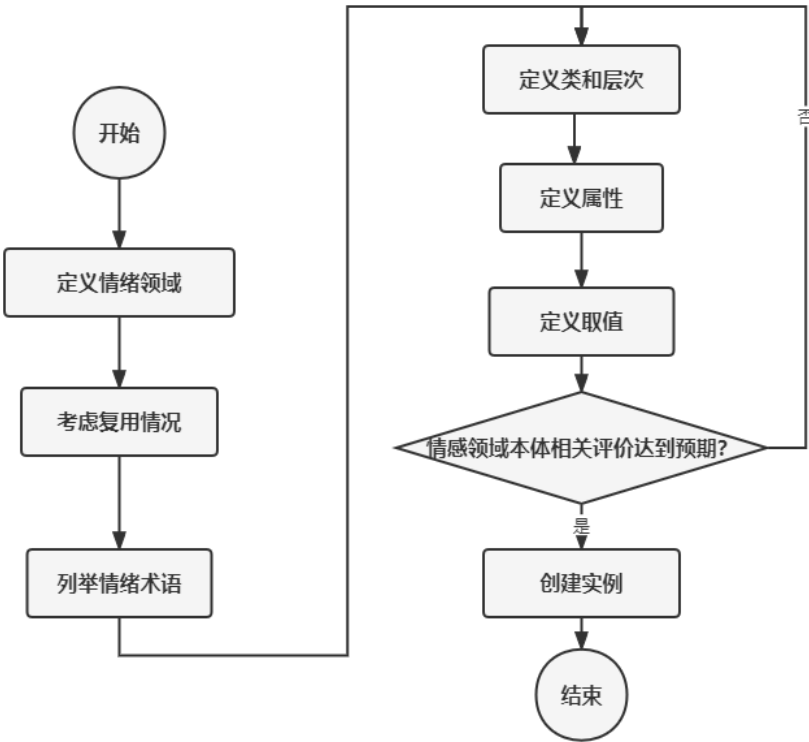 开始
定义情绪领域
考虑复用情况
列举情绪术语
定义类和层次
定义属性
定义取值
情感领域本体相关评价达到预期?
否
是
创建实例
结束